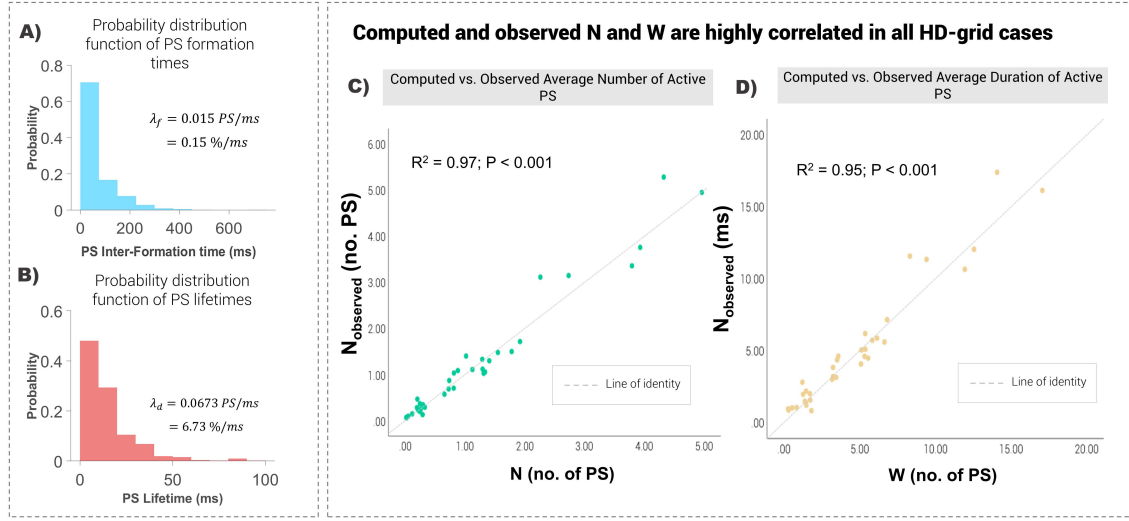 A)
Probability distribution
function of PS formation
times
0.8
0.6
0.4
0.2
0
Probability
λf = 0.015 PS/ms
= 0.15 %/ms
0 200 400 600
PS Inter-Formation time (ms)
B)
Probability distribution
function of PS lifetimes
0.6
0.4
0.2
0
Probability
λd = 0.0673 PS/ms
= 6.73 %/ms
0 50 100
PS Lifetime (ms)
Computed and observed N and W are highly correlated in all HD-grid cases
C)
Computed vs. Observed Average Number of Active
PS
6.00
5.00
4.00
3.00
2.00
1.00
.00
Nobserved (no. PS)
R² = 0.97; P < 0.001
Line of identity
.00 1.00 2.00 3.00 4.00 5.00
N (no. of PS)
D)
Computed vs. Observed Average Duration of Active
PS
20.00
15.00
10.00
5.00
.00
Nobserved (ms)
R² = 0.95; P < 0.001
Line of identity
.00 5.00 10.00 15.00 20.00
W (no. of PS)